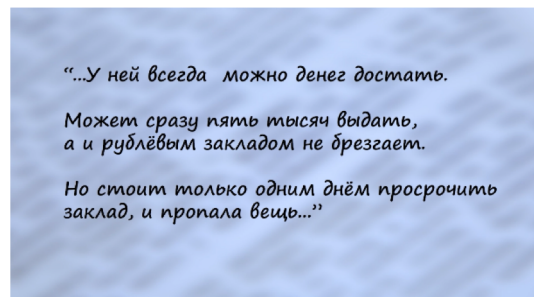 “...У ней всегда  можно денег достать.
Может сразу пять тысяч выдать,
а и рублёвым закладом не брезгает.
Но стоит только одним днём просрочить
заклад, и пропала вещь...”